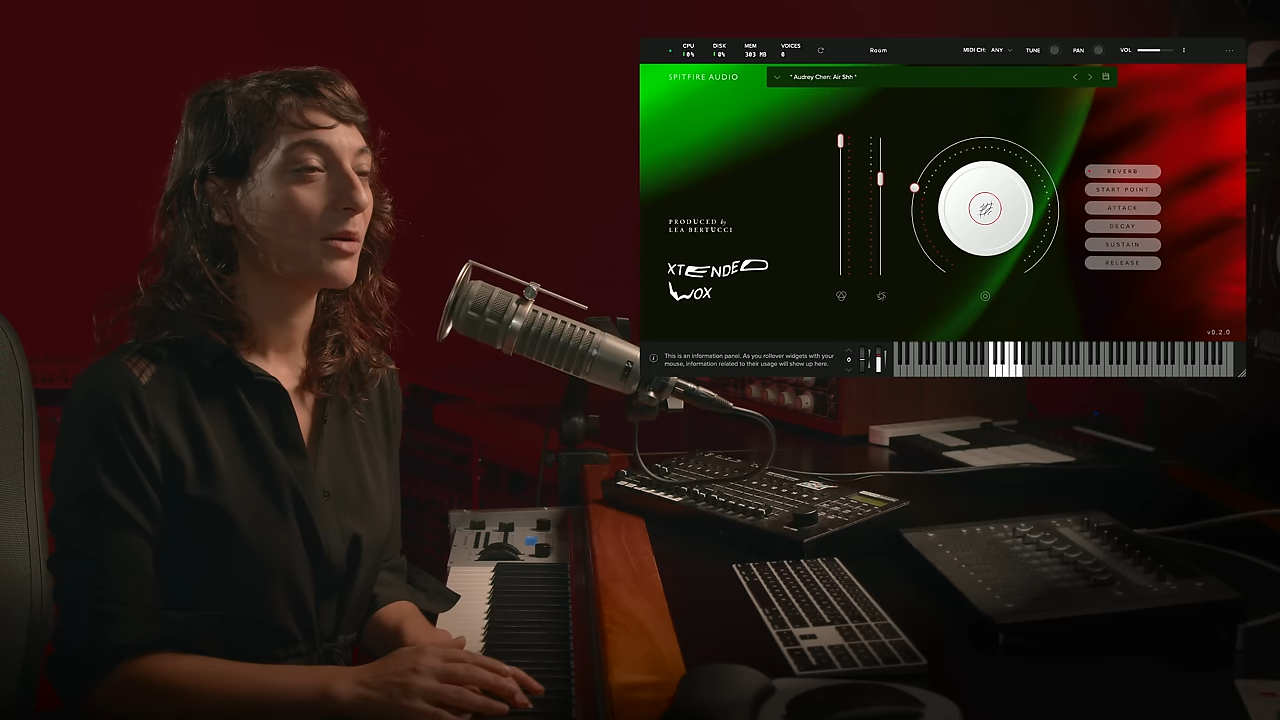 CPU DISK MEM VOICES Room MIDI CH: ANY TUNE PAN VOL
0% 0% 303 MB 0
SPITFIRE AUDIO
* Audrey Chen: Air Shh *
REVERB
START POINT
ATTACK
DECAY
SUSTAIN
RELEASE
PRODUCED by
LEA BERTUCCI
XTENDED
VOX
v0.2.0
This is an information panel. As you rollover widgets with your
mouse, information related to their usage will show up here.